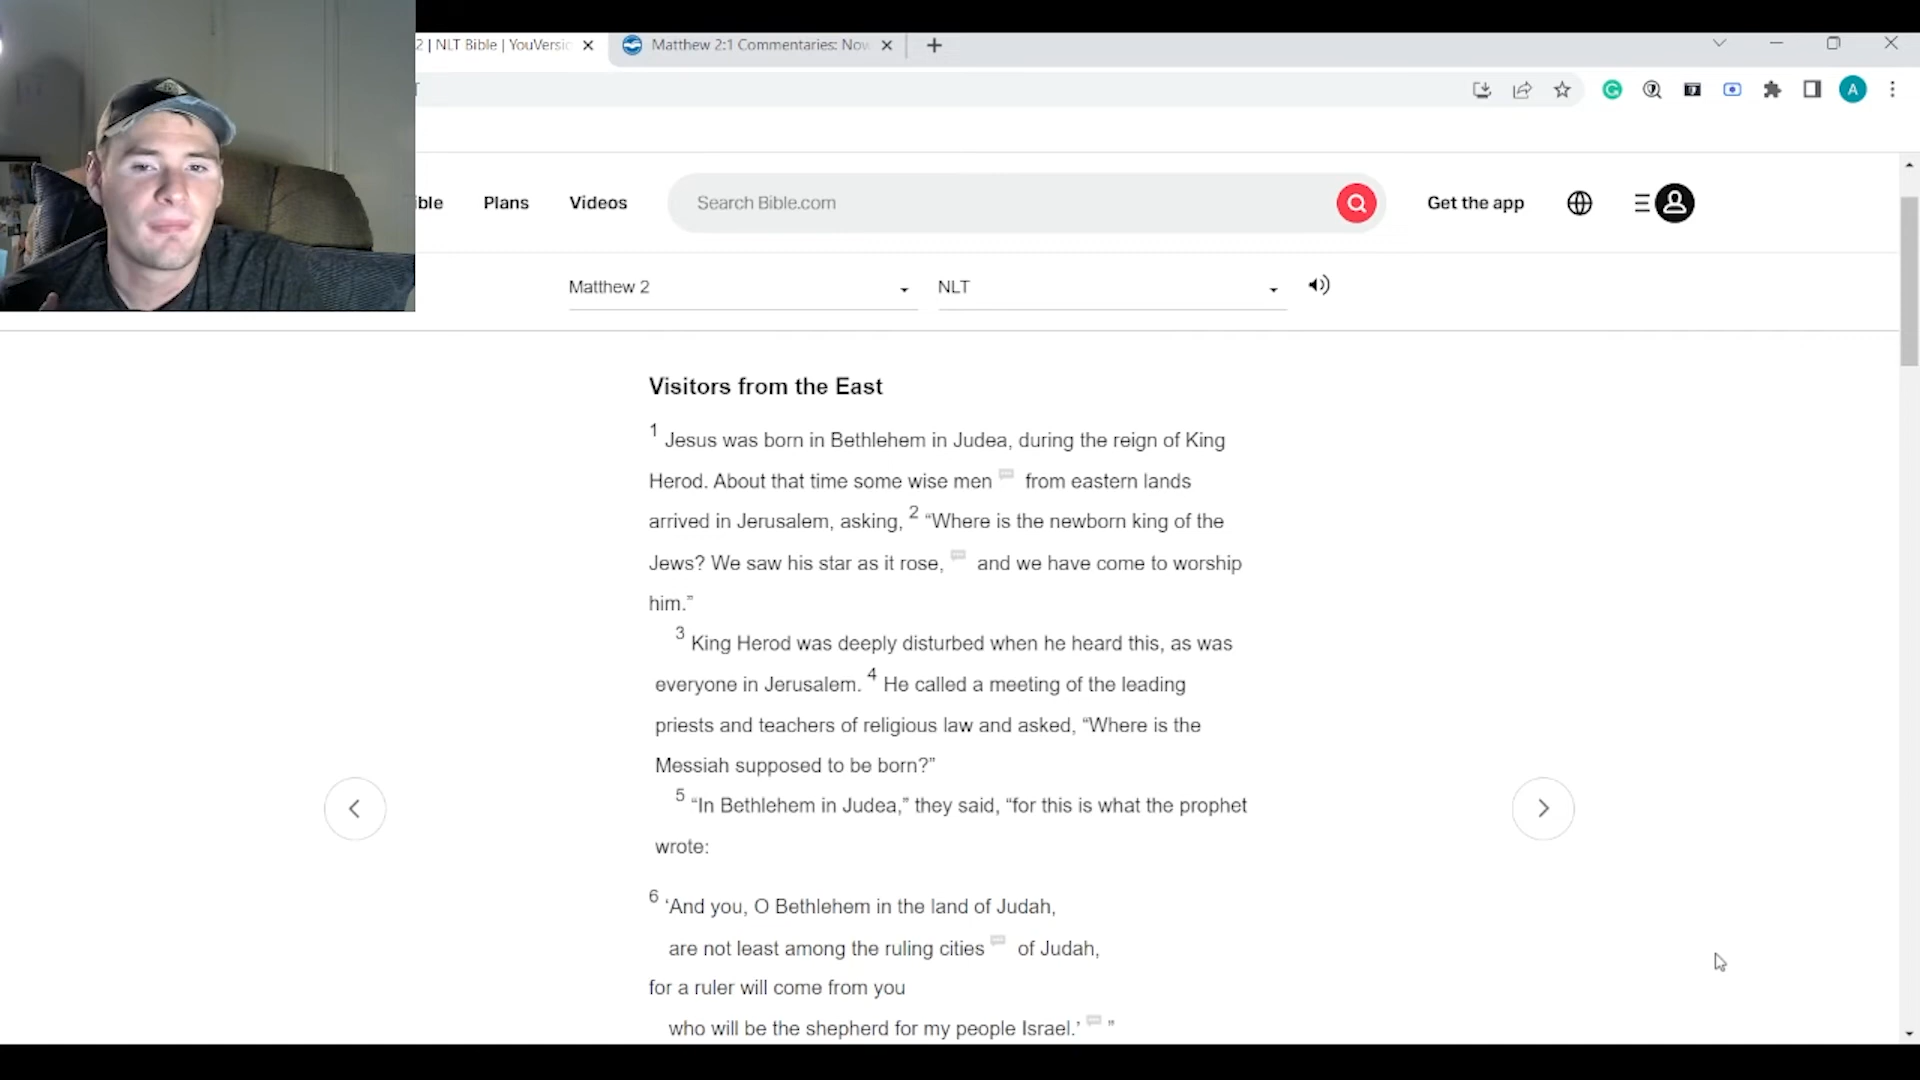 2 | NLT Bible | YouVersic
Matthew 2:1 Commentaries: Now
A
ble
Plans
Videos
Search Bible.com
Get the app
Matthew 2
NLT
Visitors from the East
1 Jesus was born in Bethlehem in Judea, during the reign of King
Herod. About that time some wise men from eastern lands
arrived in Jerusalem, asking, 2 “Where is the newborn king of the
Jews? We saw his star as it rose, and we have come to worship
him.”
3 King Herod was deeply disturbed when he heard this, as was
everyone in Jerusalem. 4 He called a meeting of the leading
priests and teachers of religious law and asked, “Where is the
Messiah supposed to be born?”
5 “In Bethlehem in Judea,” they said, “for this is what the prophet
wrote:
6 ‘And you, O Bethlehem in the land of Judah,
are not least among the ruling cities of Judah,
for a ruler will come from you
who will be the shepherd for my people Israel.’ ”